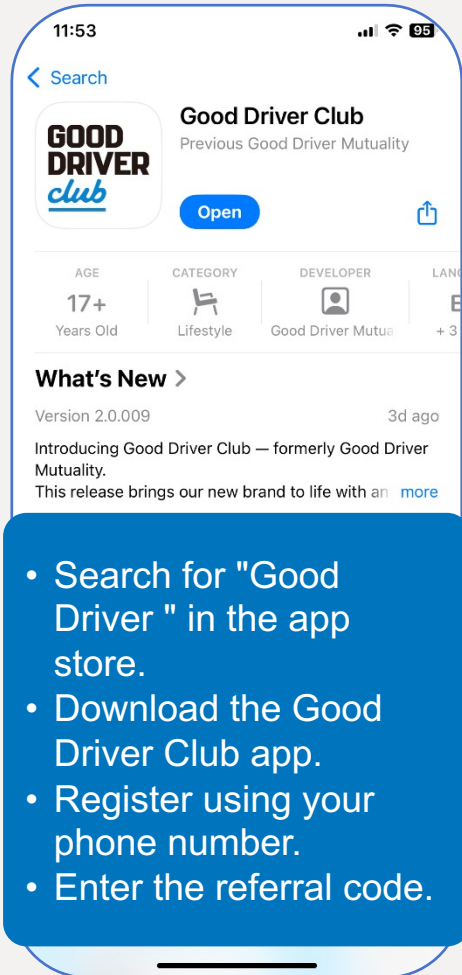 11:53
95
Search
GOOD
DRIVER
club
Good Driver Club
Previous Good Driver Mutuality
Open
AGE
CATEGORY
DEVELOPER
LANG
17+
E
Years Old
Lifestyle
Good Driver Mutua
+ 3
What's New
Version 2.0.009
3d ago
Introducing Good Driver Club — formerly Good Driver
Mutuality.
This release brings our new brand to life with an more
• Search for "Good
Driver " in the app
store.
• Download the Good
Driver Club app.
• Register using your
phone number.
• Enter the referral code.